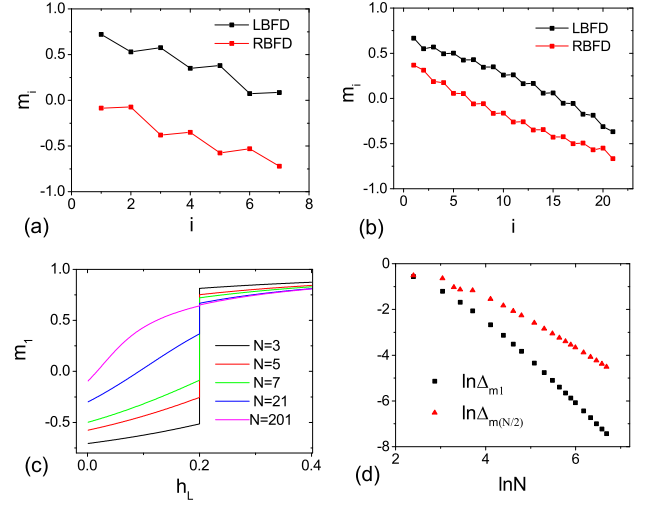 1.0
0.5
0.0
-0.5
-1.0
m_i
LBFD
RBFD
0 2 4 6 8
(a)
i
1.0
0.5
0.0
-0.5
-1.0
m_i
LBFD
RBFD
0 5 10 15 20
(b)
i
1.0
0.5
0.0
-0.5
m_1
N=3
N=5
N=7
N=21
N=201
0.0 0.2 0.4
(c)
h_L
0
-2
-4
-6
-8
lnΔ_m1
lnΔ_m(N/2)
2 4 6
(d)
lnN